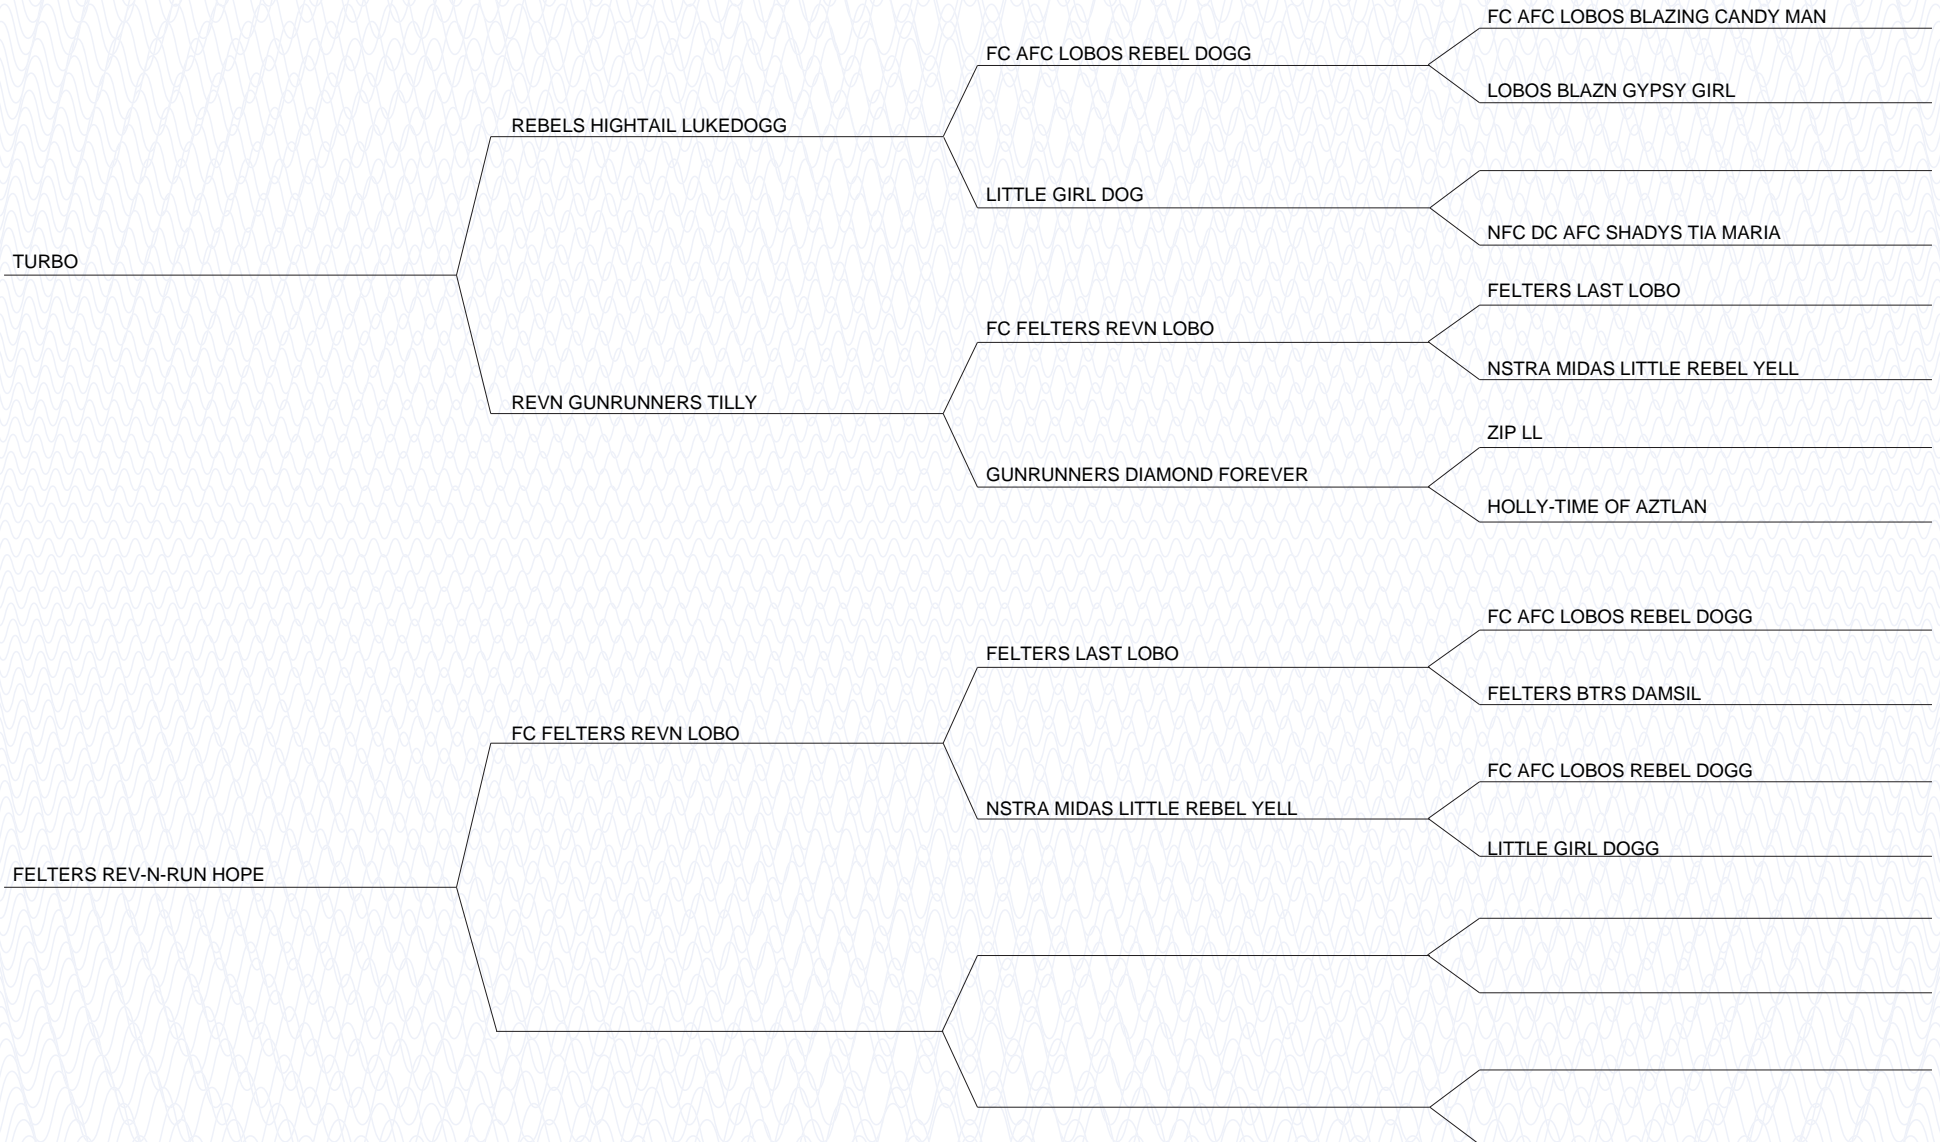 FC AFC LOBOS BLAZING CANDY MAN
FC AFC LOBOS REBEL DOGG
LOBOS BLAZN GYPSY GIRL
REBELS HIGHTAIL LUKEDOGG
LITTLE GIRL DOG
NFC DC AFC SHADYS TIA MARIA
TURBO
FELTERS LAST LOBO
FC FELTERS REVN LOBO
NSTRA MIDAS LITTLE REBEL YELL
REVN GUNRUNNERS TILLY
ZIP LL
GUNRUNNERS DIAMOND FOREVER
HOLLY-TIME OF AZTLAN
FC AFC LOBOS REBEL DOGG
FELTERS LAST LOBO
FELTERS BTRS DAMSIL
FC FELTERS REVN LOBO
FC AFC LOBOS REBEL DOGG
NSTRA MIDAS LITTLE REBEL YELL
LITTLE GIRL DOGG
FELTERS REV-N-RUN HOPE